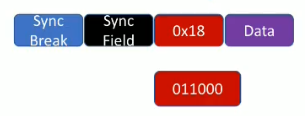 Sync
Break
Sync
Field
0x18
Data
011000